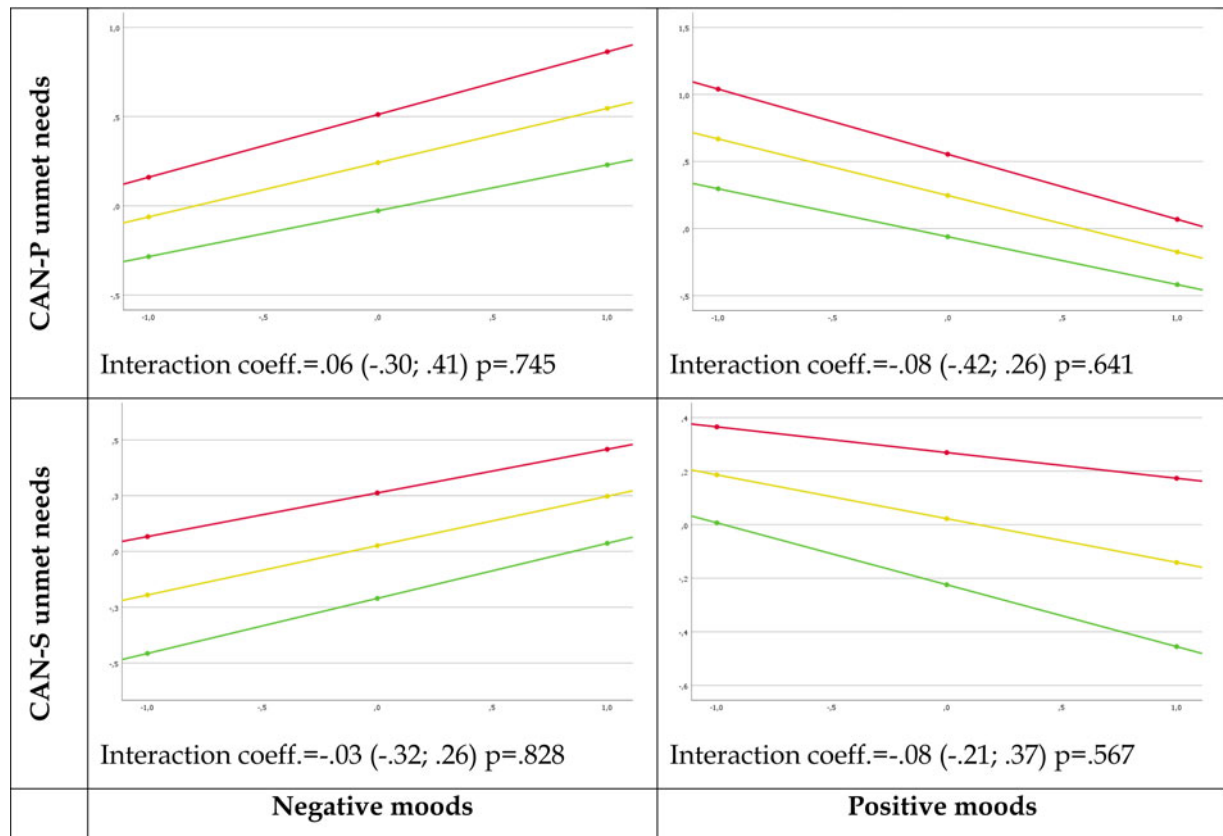 CAN-P unmet needs
1,0
,5
,0
-,5
-1,0 -,5 ,0 ,5 1,0
Interaction coeff.=.06 (-.30; .41) p=.745
1,5
1,0
,5
,0
-,5
-1,0 -,5 ,0 ,5 1,0
Interaction coeff.=-.08 (-.42; .26) p=.641
CAN-S unmet needs
,5
,3
,0
-,3
-,5
-1,0 -,5 ,0 ,5 1,0
Interaction coeff.=-.03 (-.32; .26) p=.828
,4
,2
,0
-,2
-,4
-,6
-1,0 -,5 ,0 ,5 1,0
Interaction coeff.=-.08 (-.21; .37) p=.567
Negative moods
Positive moods